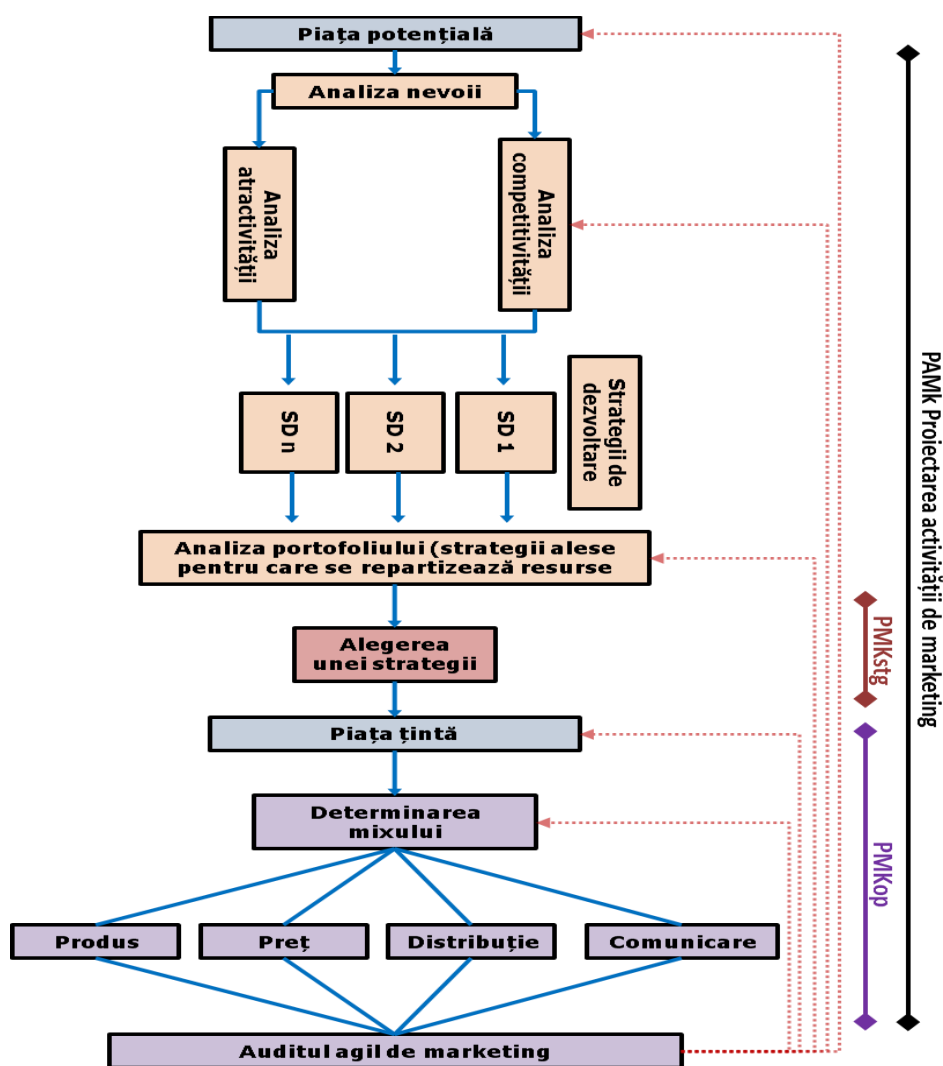 Piața potențială
Analiza nevoii
Analiza
atractivității
Analiza
competitivității
SD n
SD 2
SD 1
Strategii de
dezvoltare
Analiza portofoliului (strategii alese
pentru care se repartizează resurse
Alegerea
unei strategii
Piața țintă
Determinarea
mixului
Produs
Preț
Distribuție
Comunicare
Auditul agil de marketing
PMKstg
PMKop
PAMk Proiectarea activității de marketing